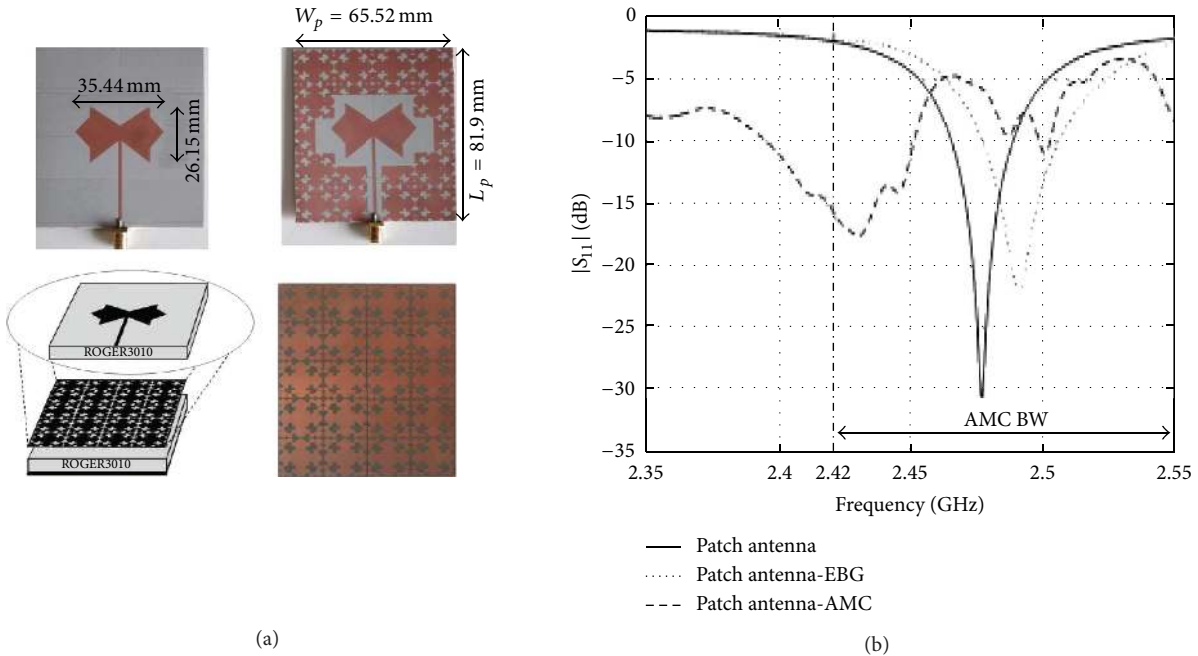 W_p = 65.52 mm
35.44 mm
26.15 mm
L_p = 81.9 mm
ROGER3010
ROGER3010
(a)
0
−5
−10
−15
−20
−25
−30
−35
|S_11| (dB)
AMC BW
2.35
2.4
2.42
2.45
2.5
2.55
Frequency (GHz)
Patch antenna
Patch antenna-EBG
Patch antenna-AMC
(b)